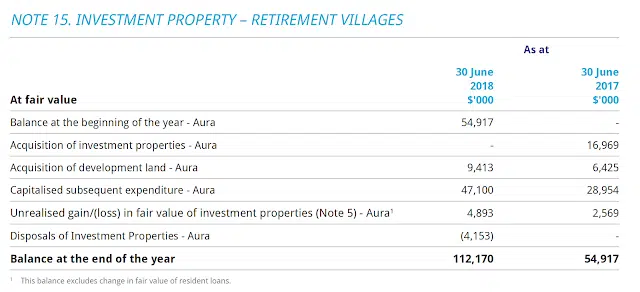 NOTE 15. INVESTMENT PROPERTY – RETIREMENT VILLAGES
As at
30 June 30 June
2018 2017
At fair value $'000 $'000
Balance at the beginning of the year - Aura 54,917 -
Acquisition of investment properties - Aura - 16,969
Acquisition of development land - Aura 9,413 6,425
Capitalised subsequent expenditure - Aura 47,100 28,954
Unrealised gain/(loss) in fair value of investment properties (Note 5) - Aura¹ 4,893 2,569
Disposals of Investment Properties - Aura (4,153) -
Balance at the end of the year 112,170 54,917
¹ This balance excludes change in fair value of resident loans.